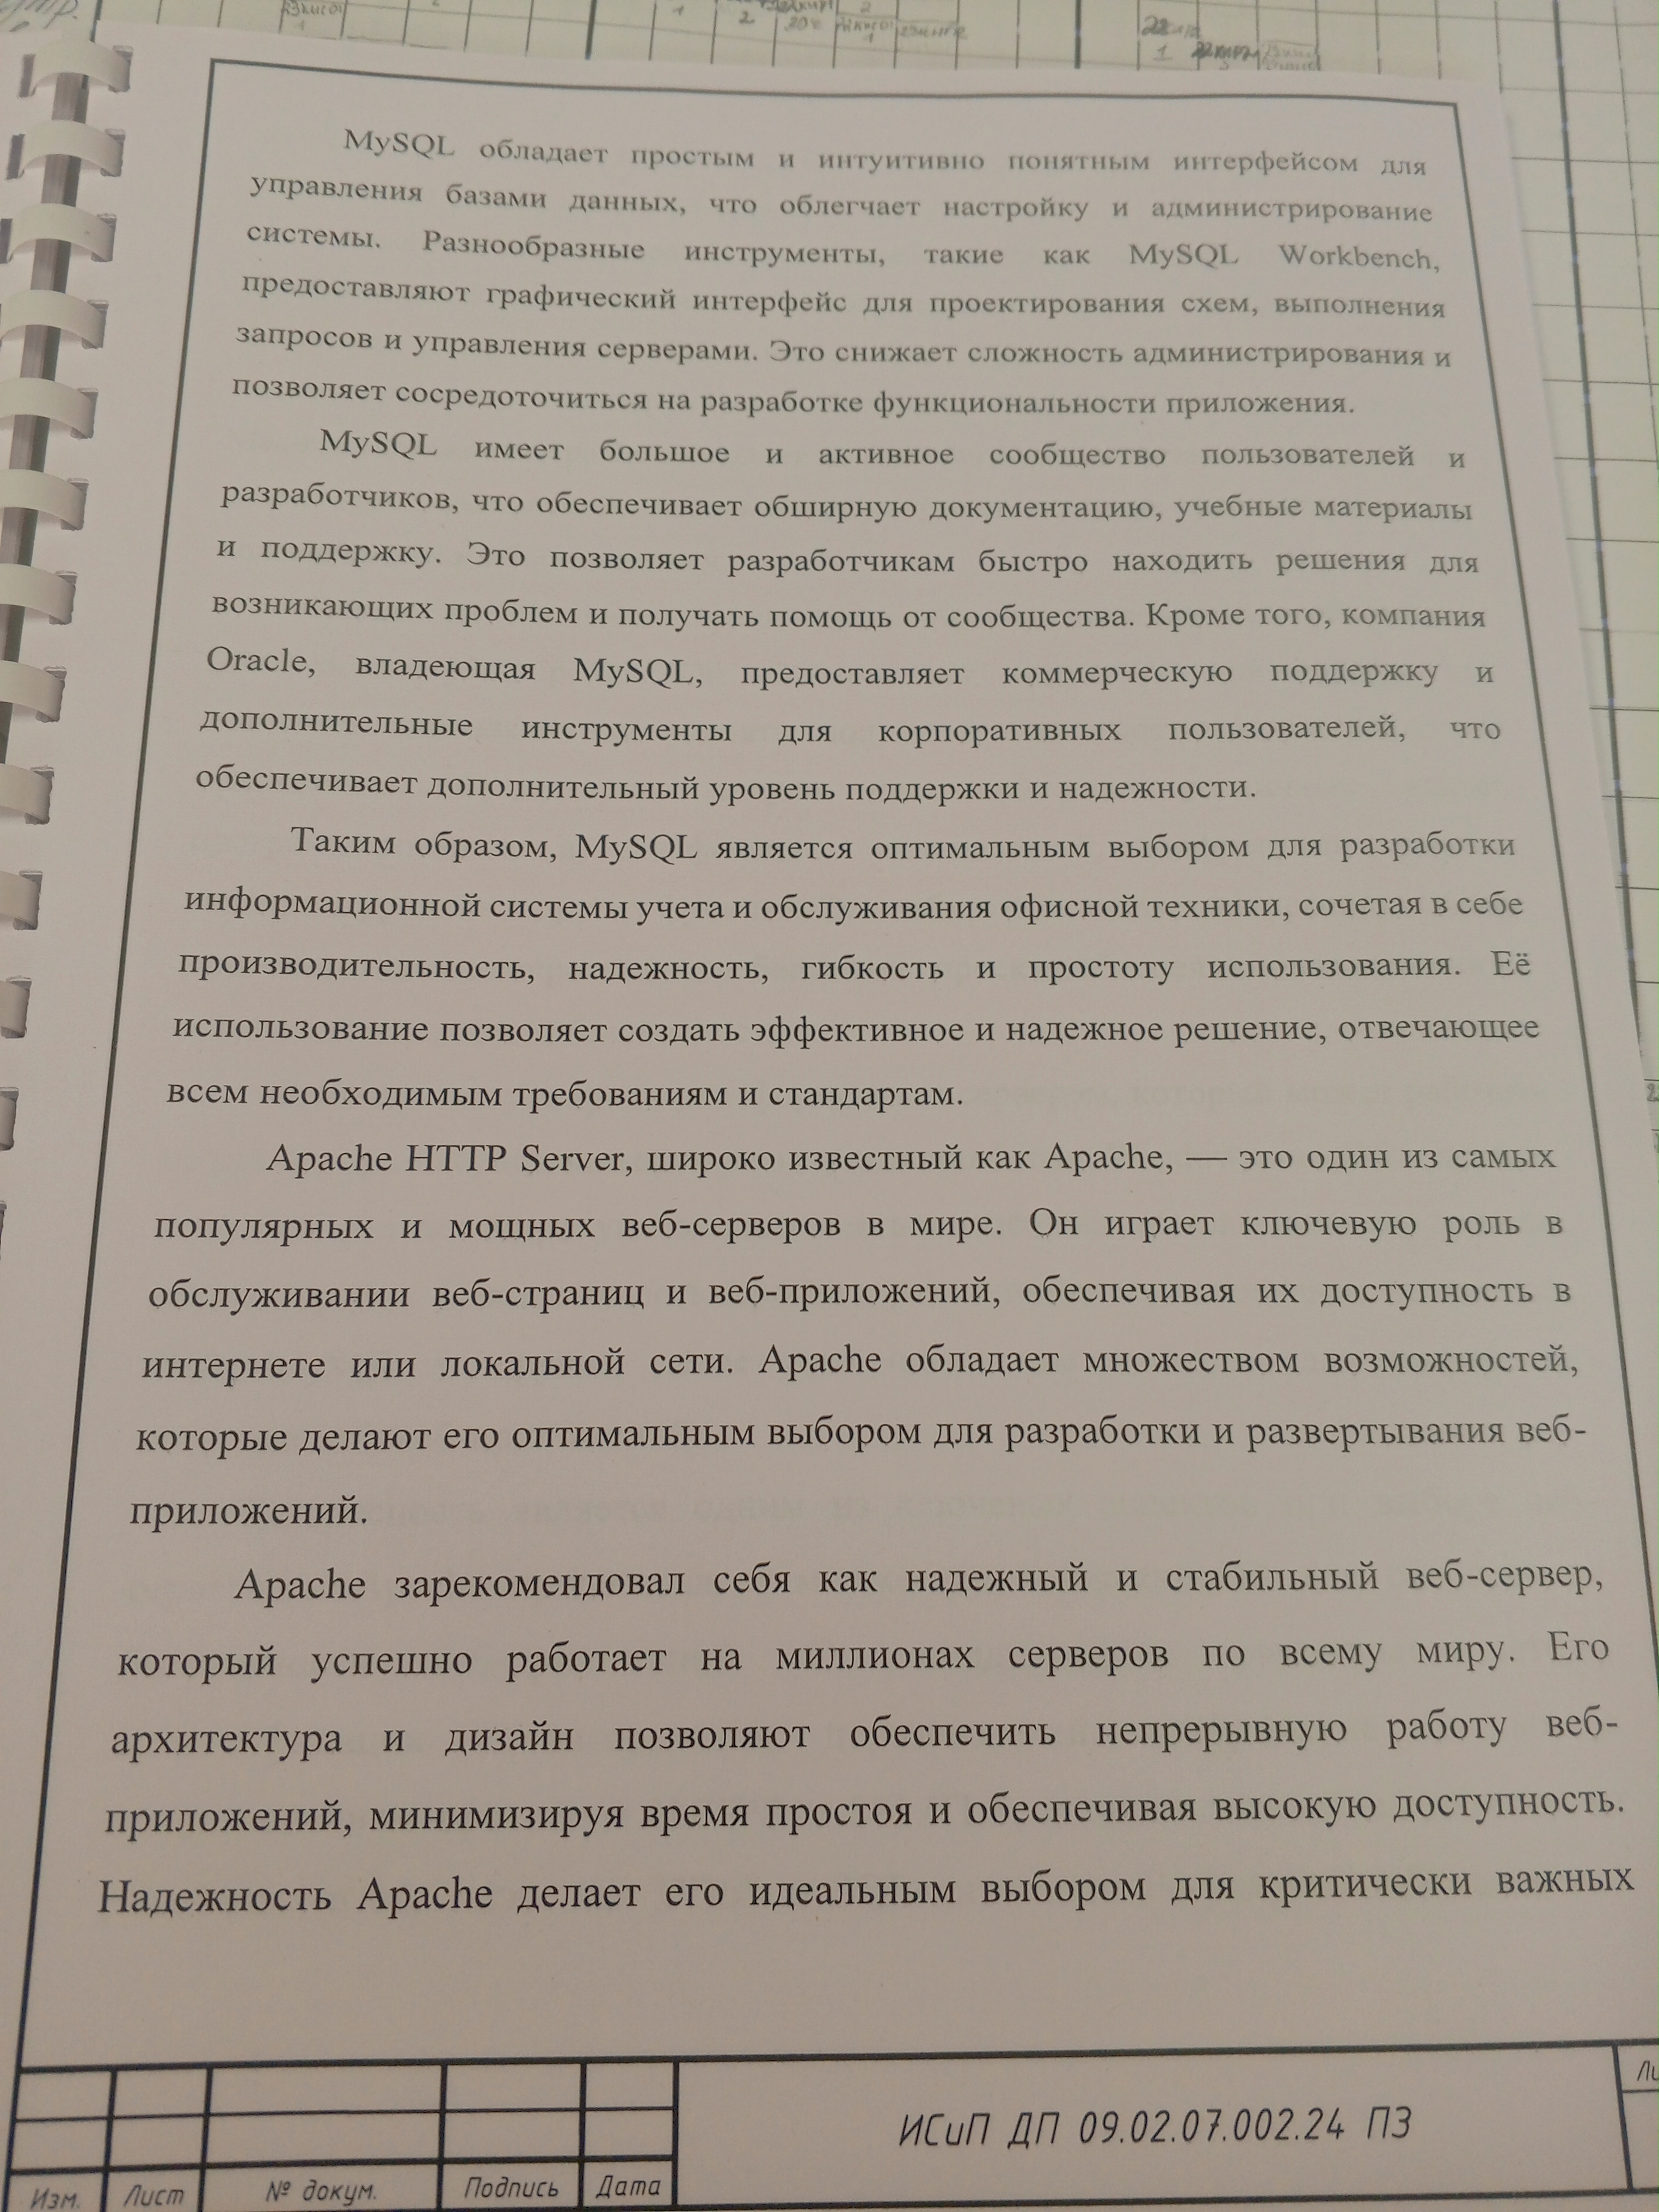 MySQL обладает простым и интуитивно понятным интерфейсом для
управления базами данных, что облегчает настройку и администрирование
системы. Разнообразные инструменты, такие как MySQL Workbench,
предоставляют графический интерфейс для проектирования схем, выполнения
запросов и управления серверами. Это снижает сложность администрирования и
позволяет сосредоточиться на разработке функциональности приложения.
MySQL имеет большое и активное сообщество пользователей и
разработчиков, что обеспечивает обширную документацию, учебные материалы
и поддержку. Это позволяет разработчикам быстро находить решения для
возникающих проблем и получать помощь от сообщества. Кроме того, компания
Oracle, владеющая MySQL, предоставляет коммерческую поддержку и
дополнительные инструменты для корпоративных пользователей, что
обеспечивает дополнительный уровень поддержки и надежности.
Таким образом, MySQL является оптимальным выбором для разработки
информационной системы учета и обслуживания офисной техники, сочетая в себе
производительность, надежность, гибкость и простоту использования. Её
использование позволяет создать эффективное и надежное решение, отвечающее
всем необходимым требованиям и стандартам.
Apache HTTP Server, широко известный как Apache, — это один из самых
популярных и мощных веб-серверов в мире. Он играет ключевую роль в
обслуживании веб-страниц и веб-приложений, обеспечивая их доступность в
интернете или локальной сети. Apache обладает множеством возможностей,
которые делают его оптимальным выбором для разработки и развертывания веб-
приложений.
Apache зарекомендовал себя как надежный и стабильный веб-сервер,
который успешно работает на миллионах серверов по всему миру. Его
архитектура и дизайн позволяют обеспечить непрерывную работу веб-
приложений, минимизируя время простоя и обеспечивая высокую доступность.
Надежность Apache делает его идеальным выбором для критически важных
ИСиП ДП 09.02.07.002.24 ПЗ
Изм. Лист № докум. Подпись Дата